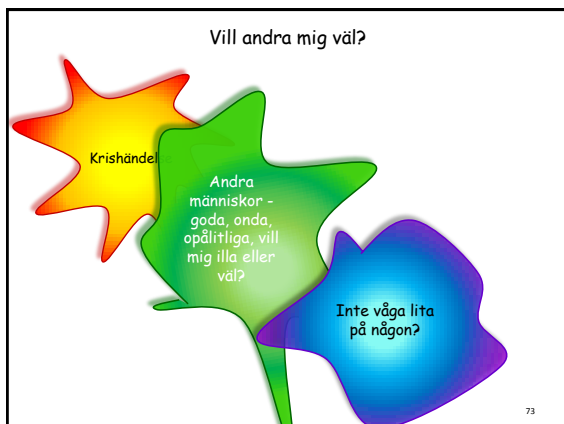 Vill andra mig väl?
Krishändel
Andra
människor -
goda, onda,
opålitliga, vill
mig illa eller
väl?
Inte våga lita
på någon?
73